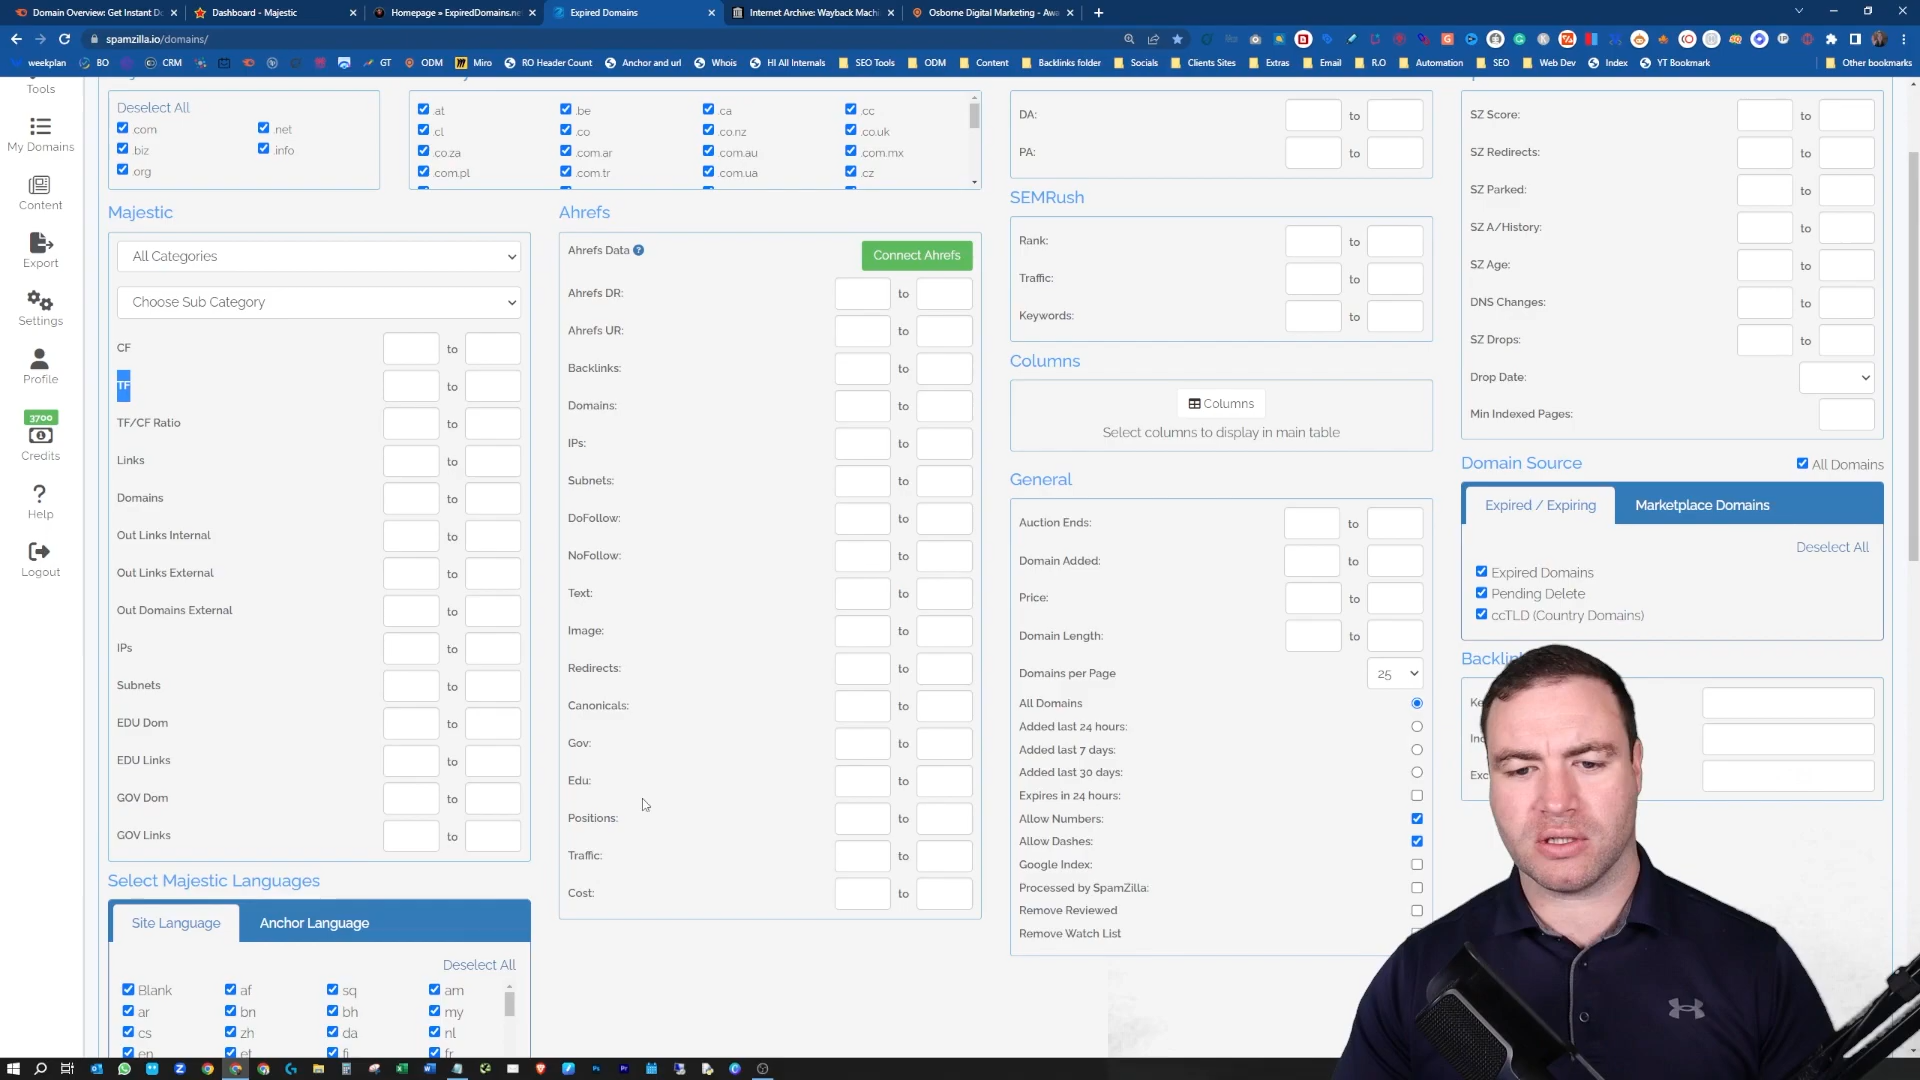 Domain Overview: Get Instant Do
Dashboard - Majestic
Homepage » ExpiredDomains.ne
Expired Domains
Internet Archive: Wayback Machi
Osborne Digital Marketing - Awa
spamzilla.io/domains/
weekplan
BO
CRM
GT
ODM
Miro
RO Header Count
Anchor and url
Whois
HI All Internals
SEO Tools
ODM
Content
Backlinks folder
Socials
Clients Sites
Extras
Email
R.O
Automation
SEO
Web Dev
Index
YT Bookmark
Other bookmarks
Tools
My Domains
Content
Export
Settings
Profile
3700
Credits
Help
Logout
Deselect All
.com
.net
.biz
.info
.org
.at
.be
.ca
.cc
.cl
.co
.co.nz
.co.uk
.co.za
.com.ar
.com.au
.com.mx
.com.pl
.com.tr
.com.ua
.cz
Majestic
All Categories
Choose Sub Category
CF
to
TF
to
TF/CF Ratio
to
Links
to
Domains
to
Out Links Internal
to
Out Links External
to
Out Domains External
to
IPs
to
Subnets
to
EDU Dom
to
EDU Links
to
GOV Dom
to
GOV Links
to
Select Majestic Languages
Site Language
Anchor Language
Deselect All
Blank
af
sq
am
ar
bn
bh
my
cs
zh
da
nl
en
et
fi
fr
Ahrefs
Ahrefs Data
Connect Ahrefs
Ahrefs DR:
to
Ahrefs UR:
to
Backlinks:
to
Domains:
to
IPs:
to
Subnets:
to
DoFollow:
to
NoFollow:
to
Text:
to
Image:
to
Redirects:
to
Canonicals:
to
Gov:
to
Edu:
to
Positions:
to
Traffic:
to
Cost:
to
DA:
to
PA:
to
SEMRush
Rank:
to
Traffic:
to
Keywords:
to
Columns
Columns
Select columns to display in main table
General
Auction Ends:
to
Domain Added:
to
Price:
to
Domain Length:
to
Domains per Page
25
All Domains
Added last 24 hours:
Added last 7 days:
Added last 30 days:
Expires in 24 hours:
Allow Numbers:
Allow Dashes:
Google Index:
Processed by SpamZilla:
Remove Reviewed
Remove Watch List
SZ Score:
to
SZ Redirects:
to
SZ Parked:
to
SZ A/History:
to
SZ Age:
to
DNS Changes:
to
SZ Drops:
to
Drop Date:
Min Indexed Pages:
Domain Source
All Domains
Expired / Expiring
Marketplace Domains
Deselect All
Expired Domains
Pending Delete
ccTLD (Country Domains)